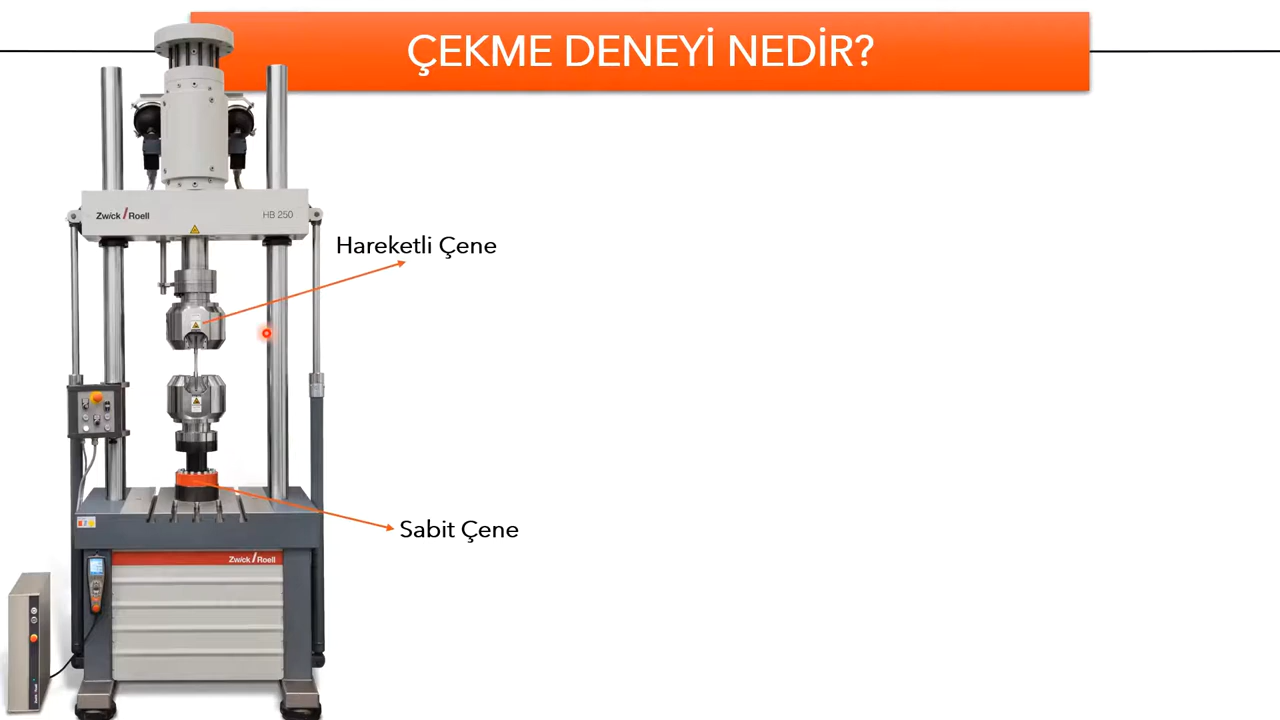 ÇEKME DENEYİ NEDİR?
Zwick / Roell
HB 250
Hareketli Çene
Sabit Çene
Zwick / Roell